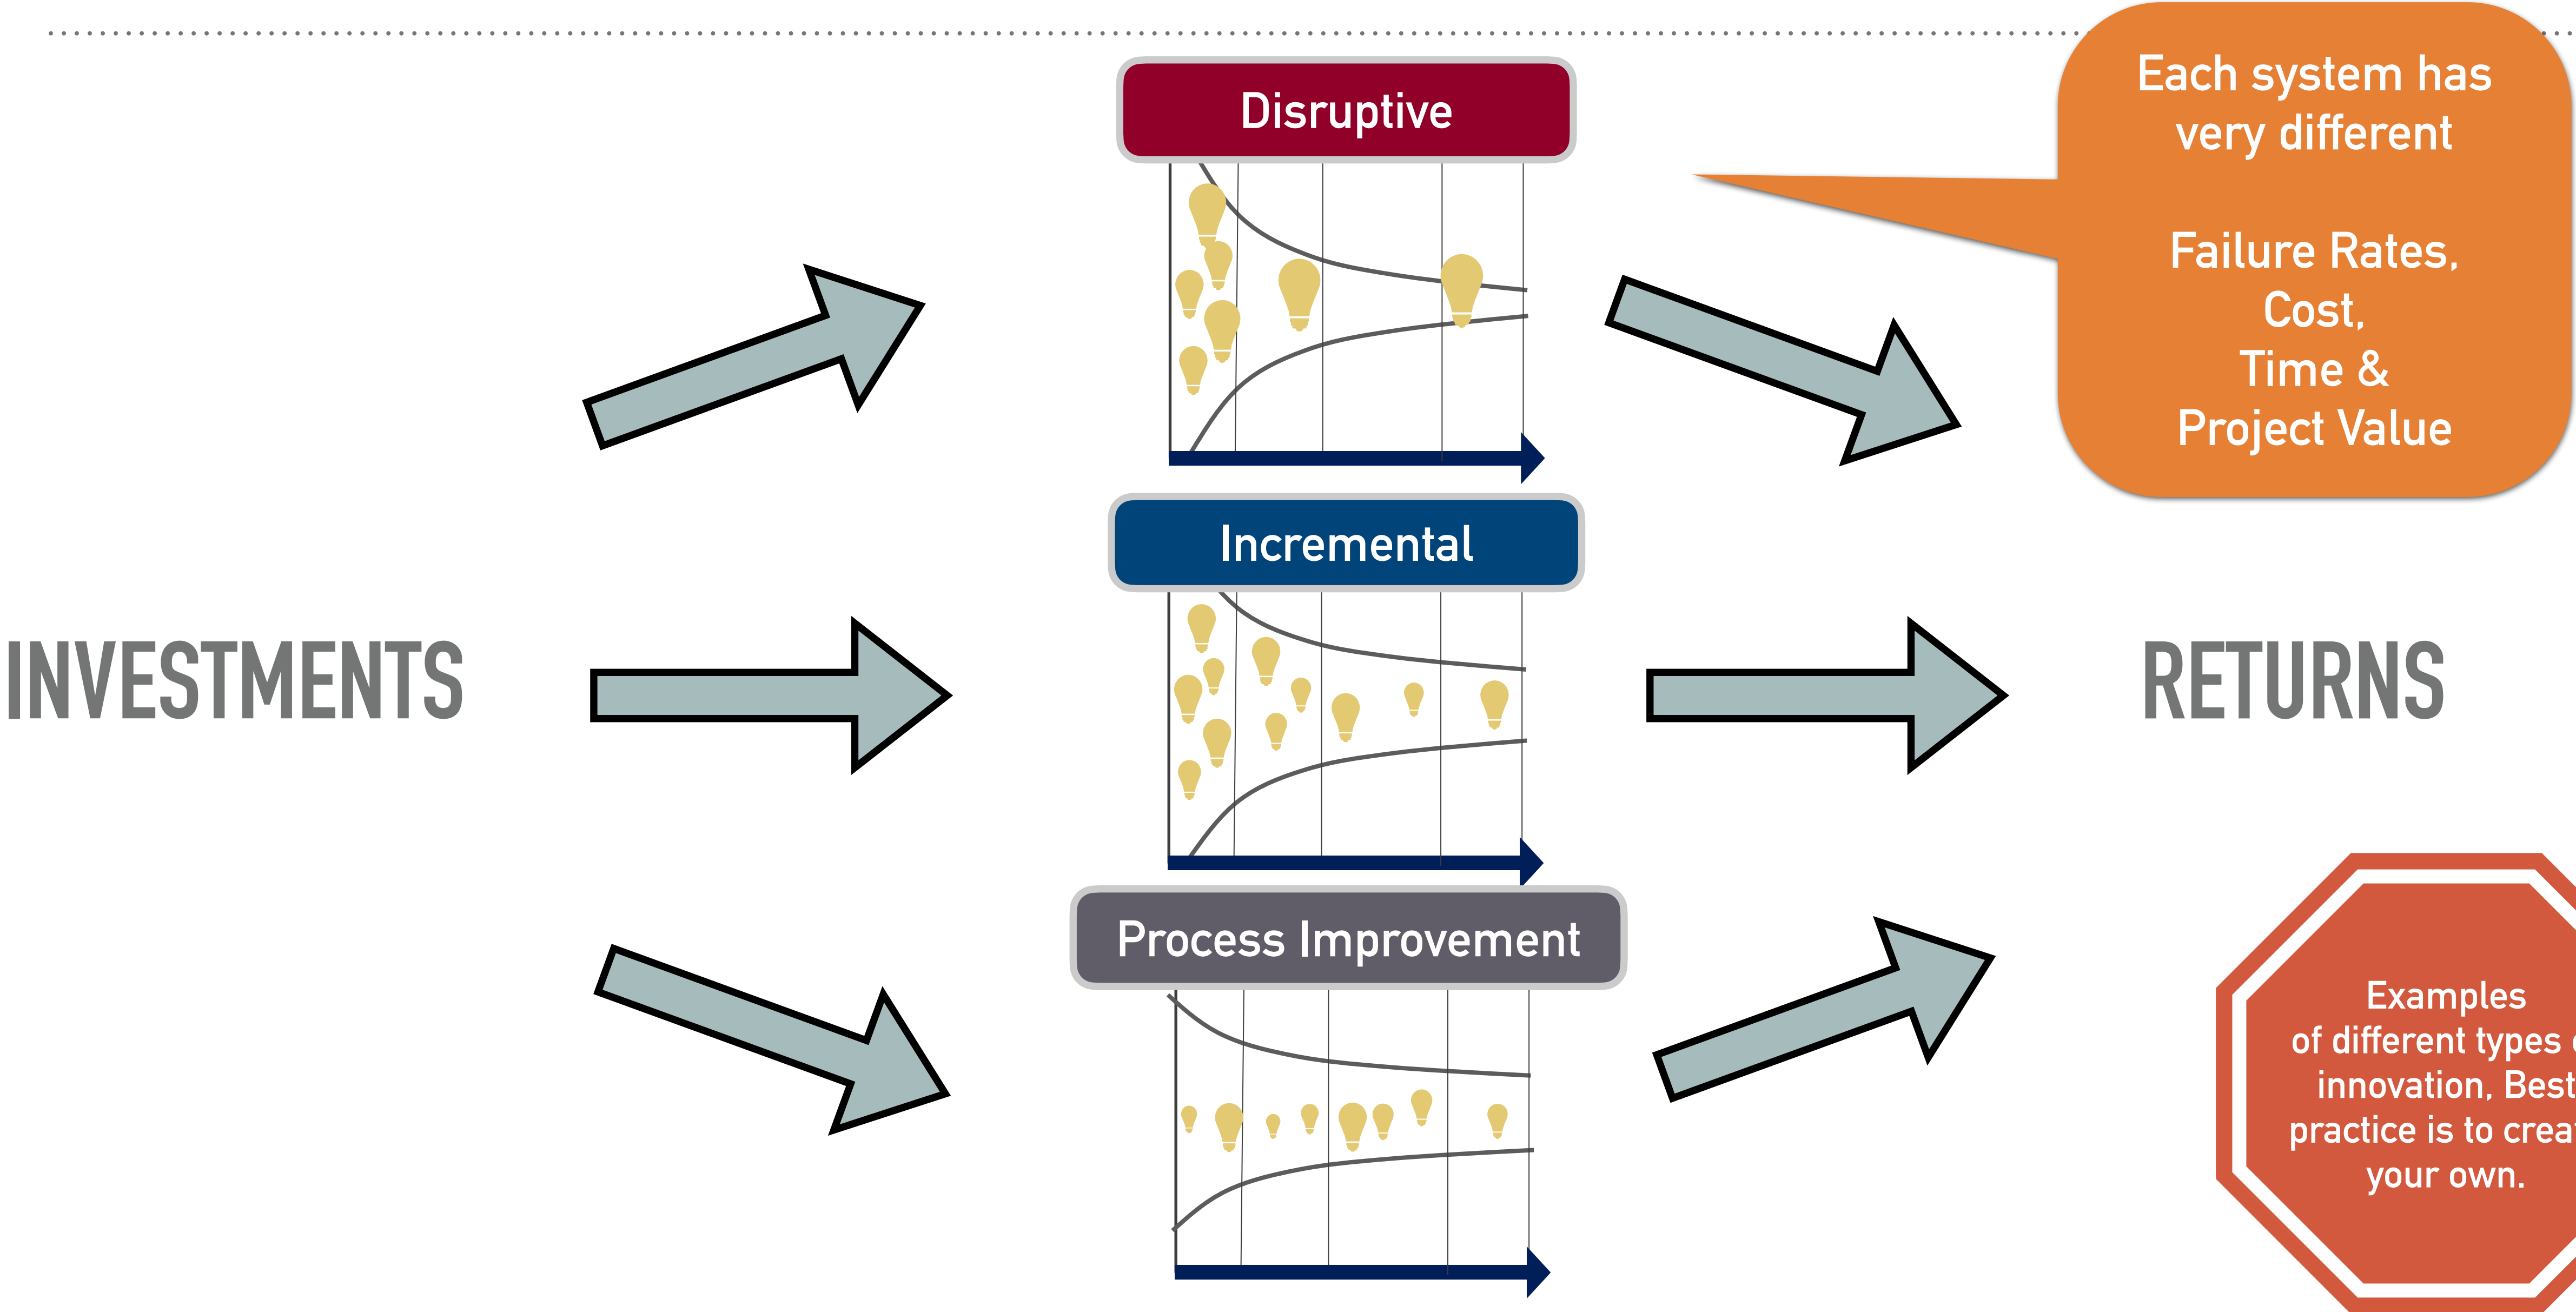 Disruptive
Each system has
very different
Failure Rates,
Cost,
Time &
Project Value
Incremental
INVESTMENTS
RETURNS
Process Improvement
Examples
of different types
innovation, Best
practice is to
your own.